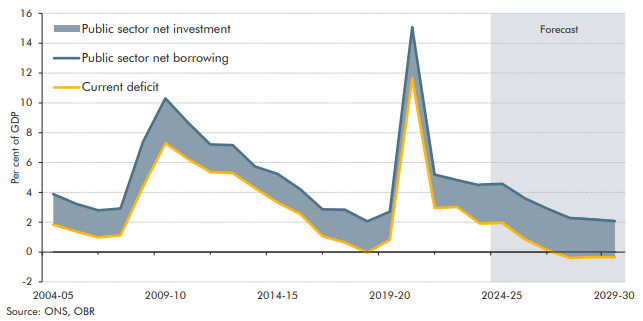 16
14
12
10
8
6
4
2
0
-2
Per cent of GDP
Public sector net investment
Public sector net borrowing
Current deficit
Forecast
2004-05 2009-10 2014-15 2019-20 2024-25 2029-30
Source: ONS, OBR